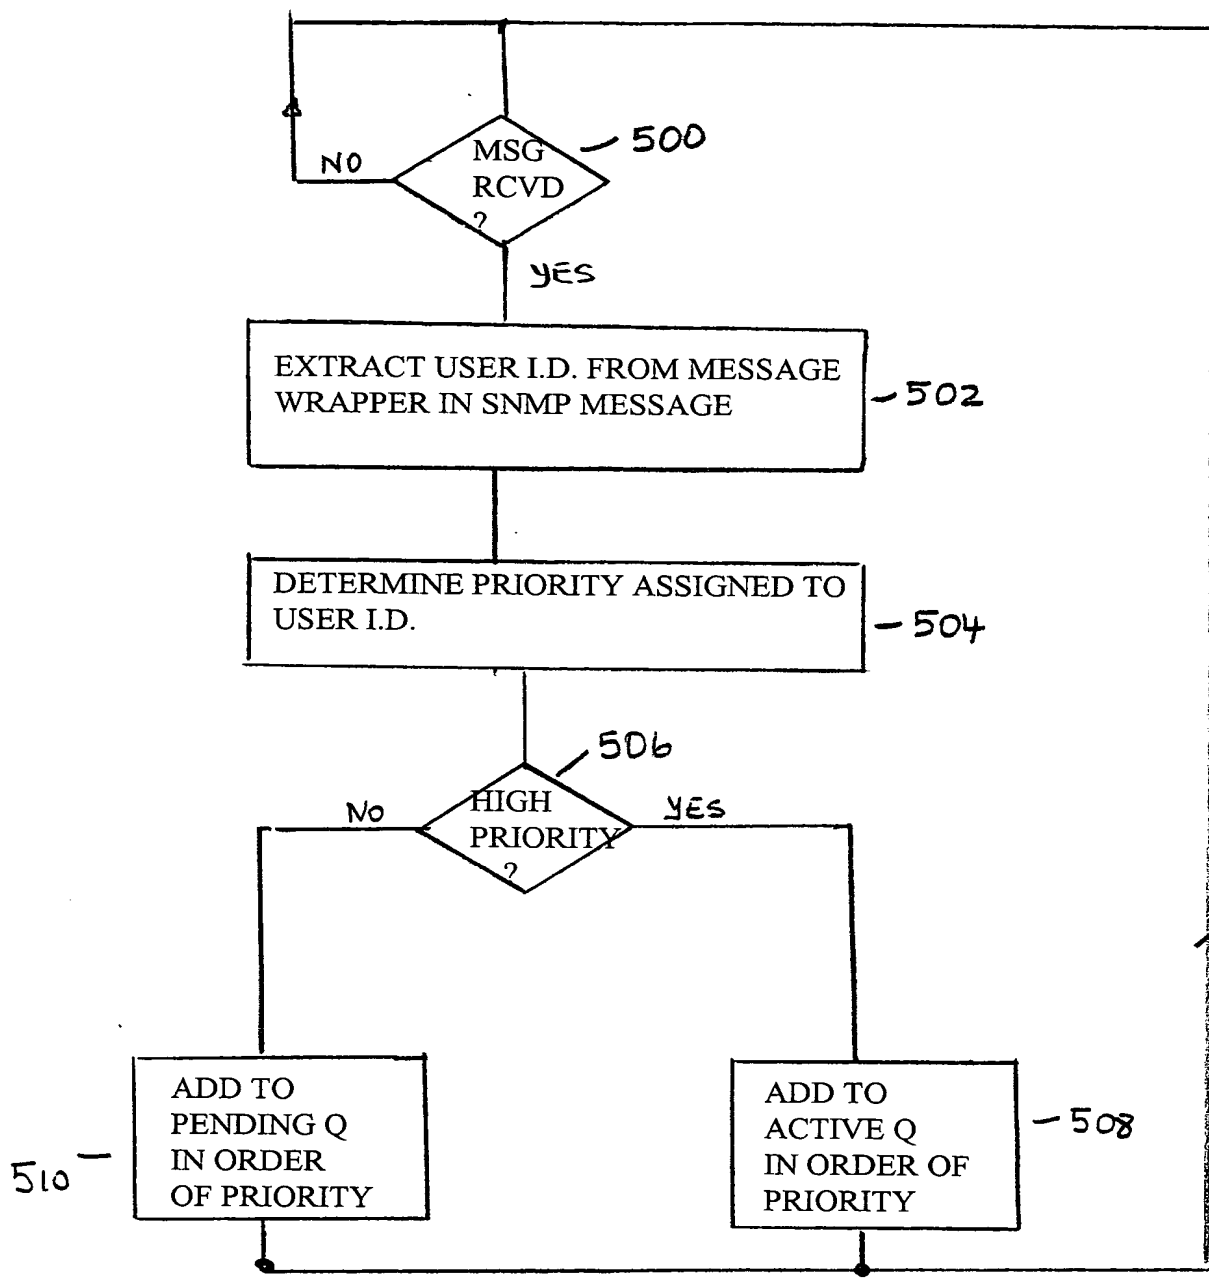 MSG
RCVD
?
500
NO
YES
EXTRACT USER I.D. FROM MESSAGE
WRAPPER IN SNMP MESSAGE
502
DETERMINE PRIORITY ASSIGNED TO
USER I.D.
504
506
HIGH
PRIORITY
?
NO
YES
ADD TO
PENDING Q
IN ORDER
OF PRIORITY
510
ADD TO
ACTIVE Q
IN ORDER OF
PRIORITY
508